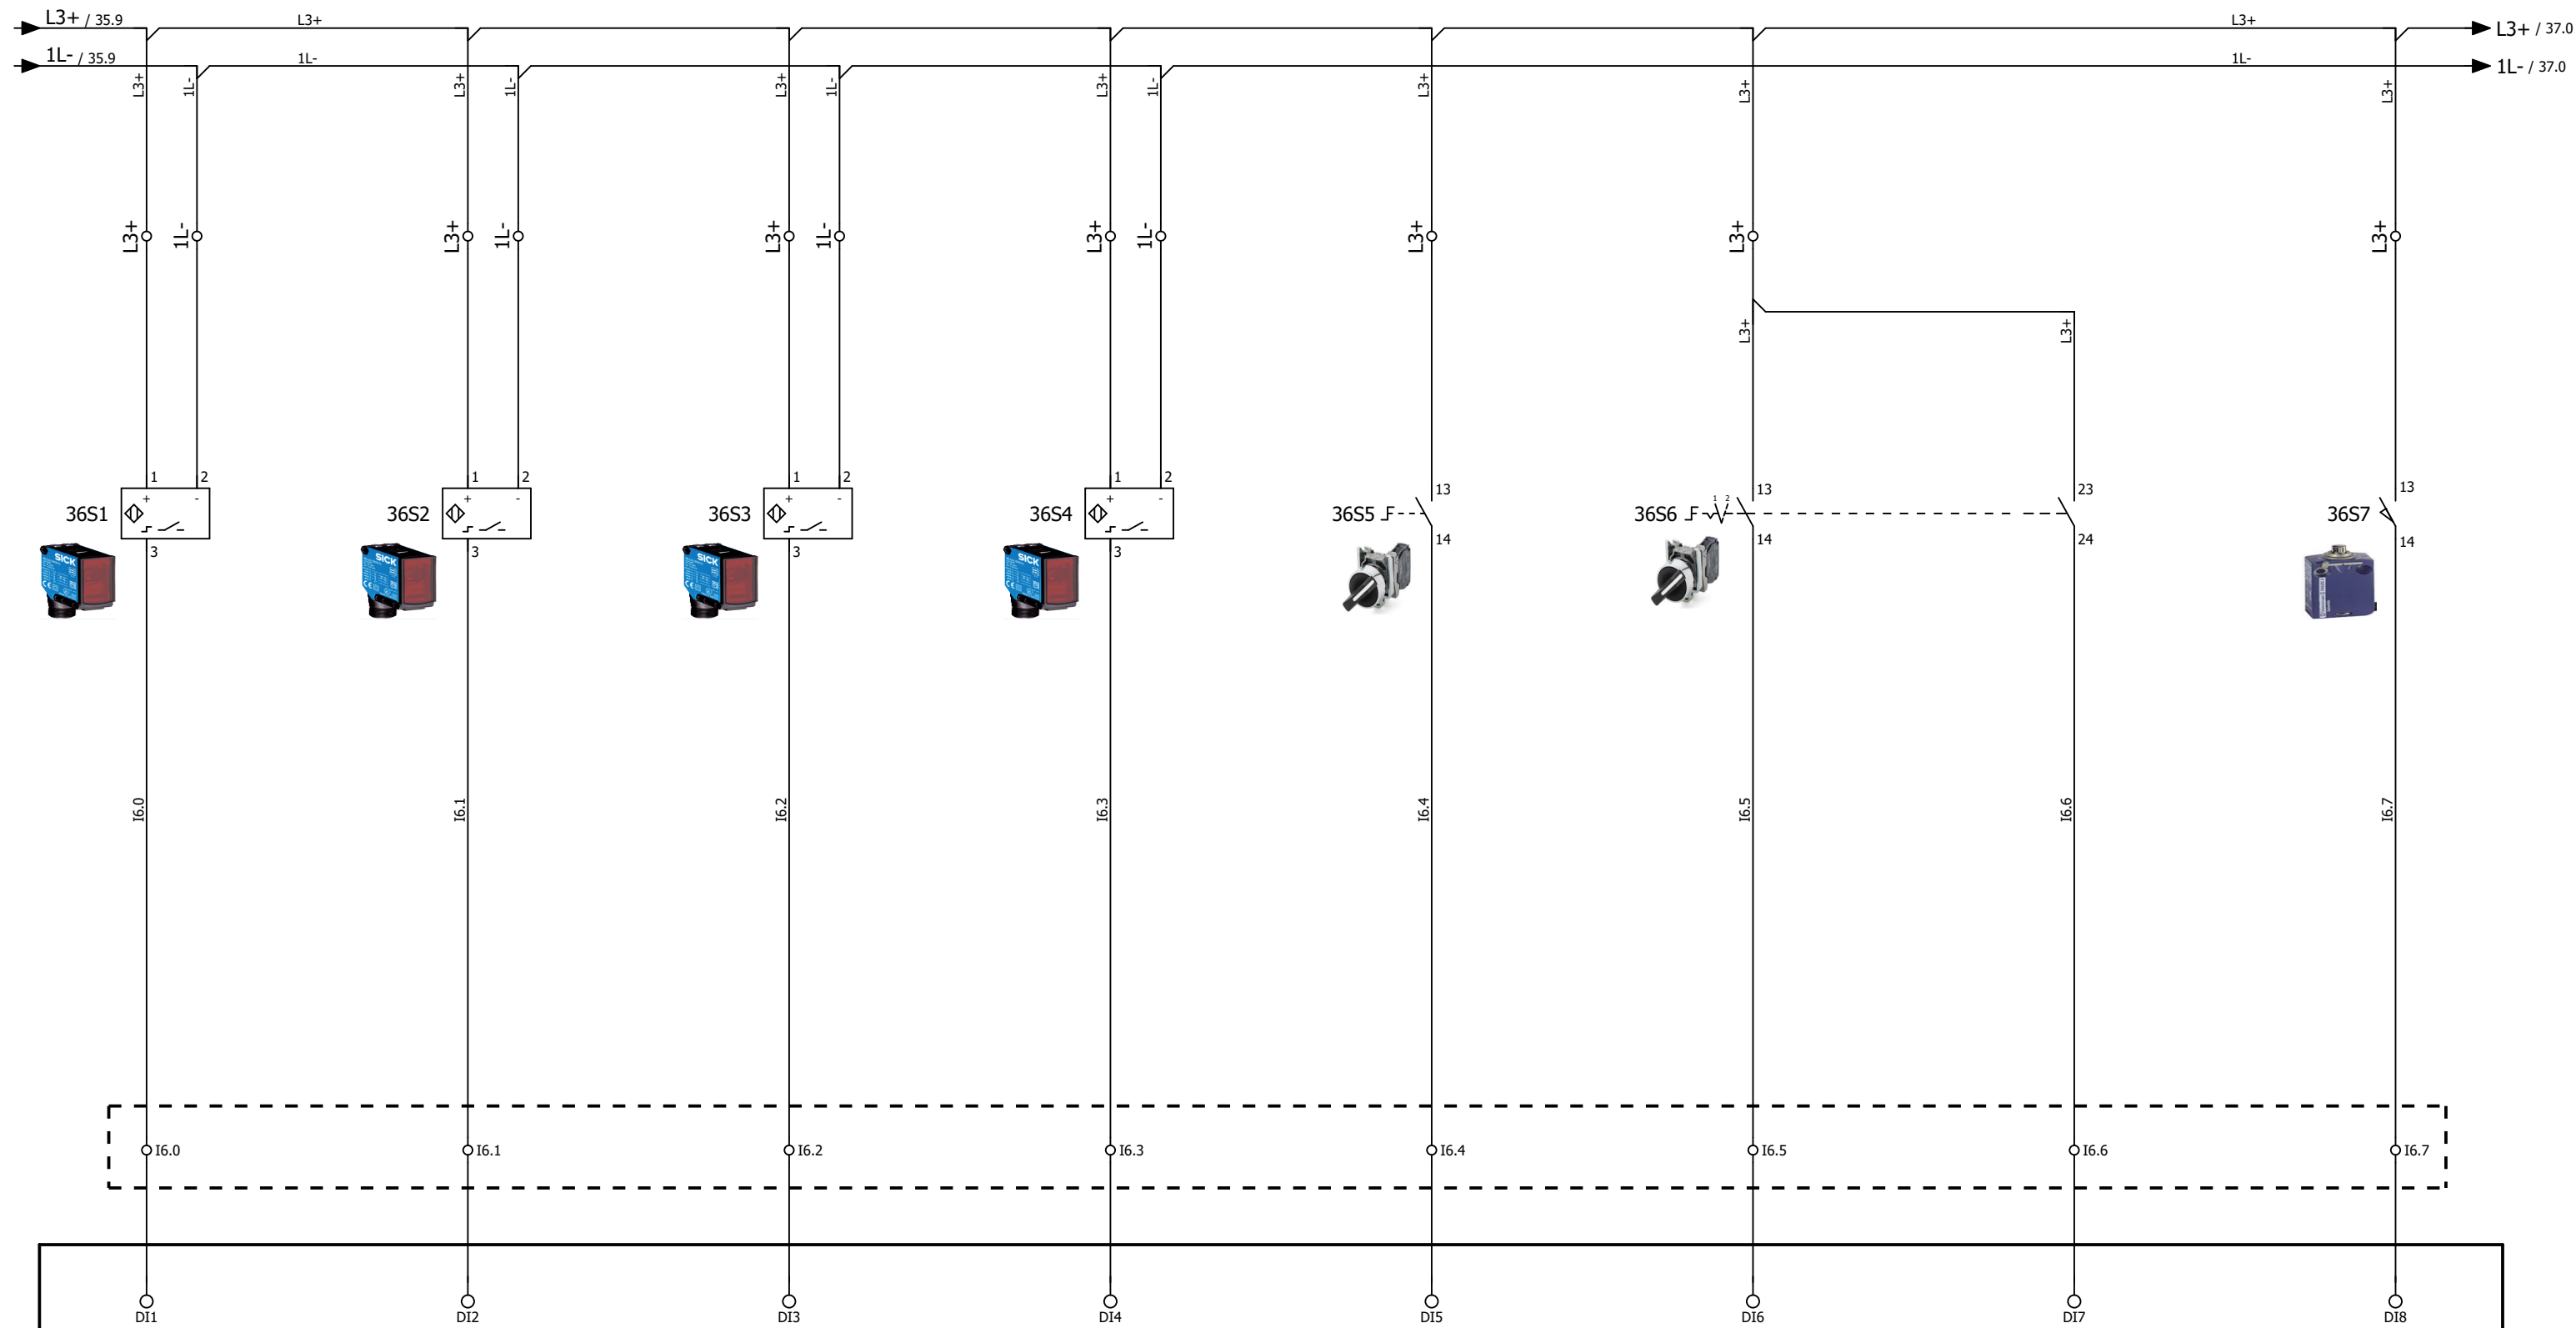 L3+ / 35.9
L3+
L3+
L3+ / 37.0
1L- / 35.9
1L-
1L-
1L- / 37.0
L3+
1L-
L3+
1L-
L3+
1L-
L3+
1L-
L3+
L3+
L3+
L3+
1L-
L3+
1L-
L3+
1L-
L3+
1L-
L3+
L3+
L3+
L3+
L3+
1 2
1 2
1 2
1 2
13
13
23
13
+ -
+ -
+ -
+ -
1 2
36S1
36S2
36S3
36S4
36S5
36S6
36S7
3
3
3
3
14
14
24
14
SICK
SICK
SICK
SICK
I6.0
I6.1
I6.2
I6.3
I6.4
I6.5
I6.6
I6.7
I6.0
I6.1
I6.2
I6.3
I6.4
I6.5
I6.6
I6.7
DI1
DI2
DI3
DI4
DI5
DI6
DI7
DI8